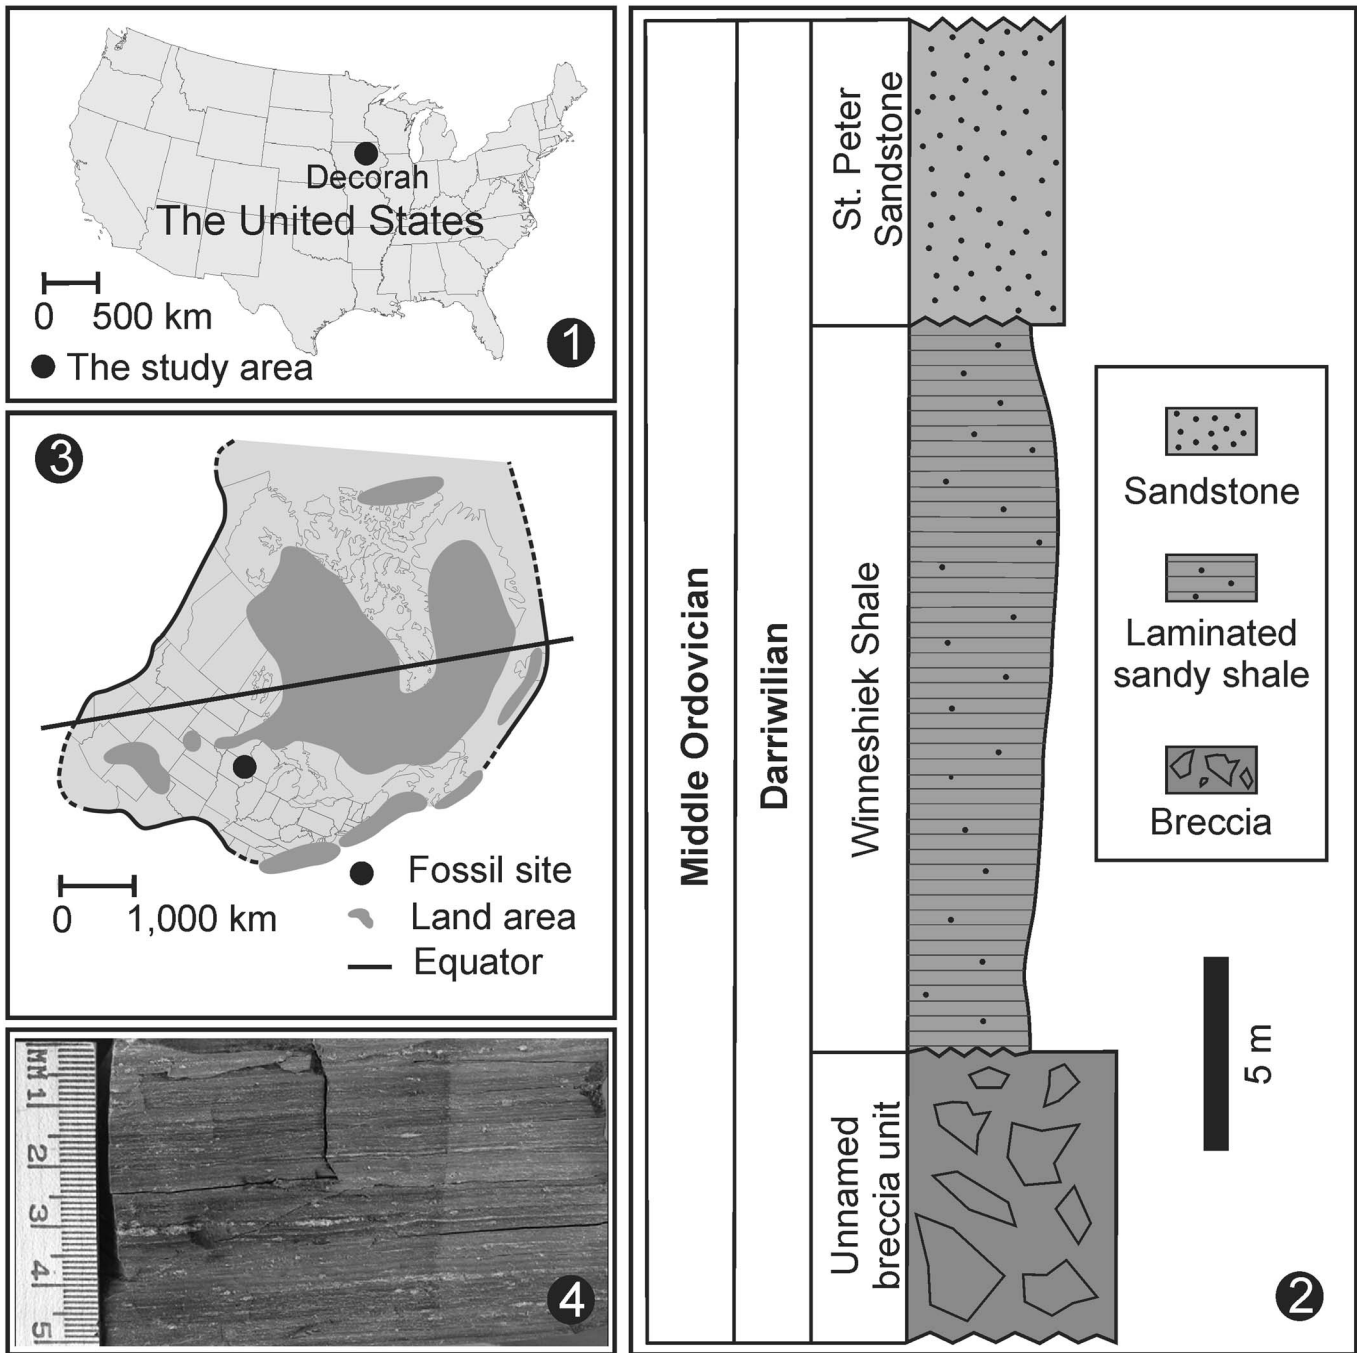 Decorah
The United States
0 500 km
The study area
1
3
Fossil site
0 1,000 km
Land area
Equator
MM
1
2
3
4
5
4
Middle Ordovician
Darriwilian
St. Peter
Sandstone
Winneshiek Shale
Unnamed
breccia unit
Sandstone
Laminated
sandy shale
Breccia
5 m
2